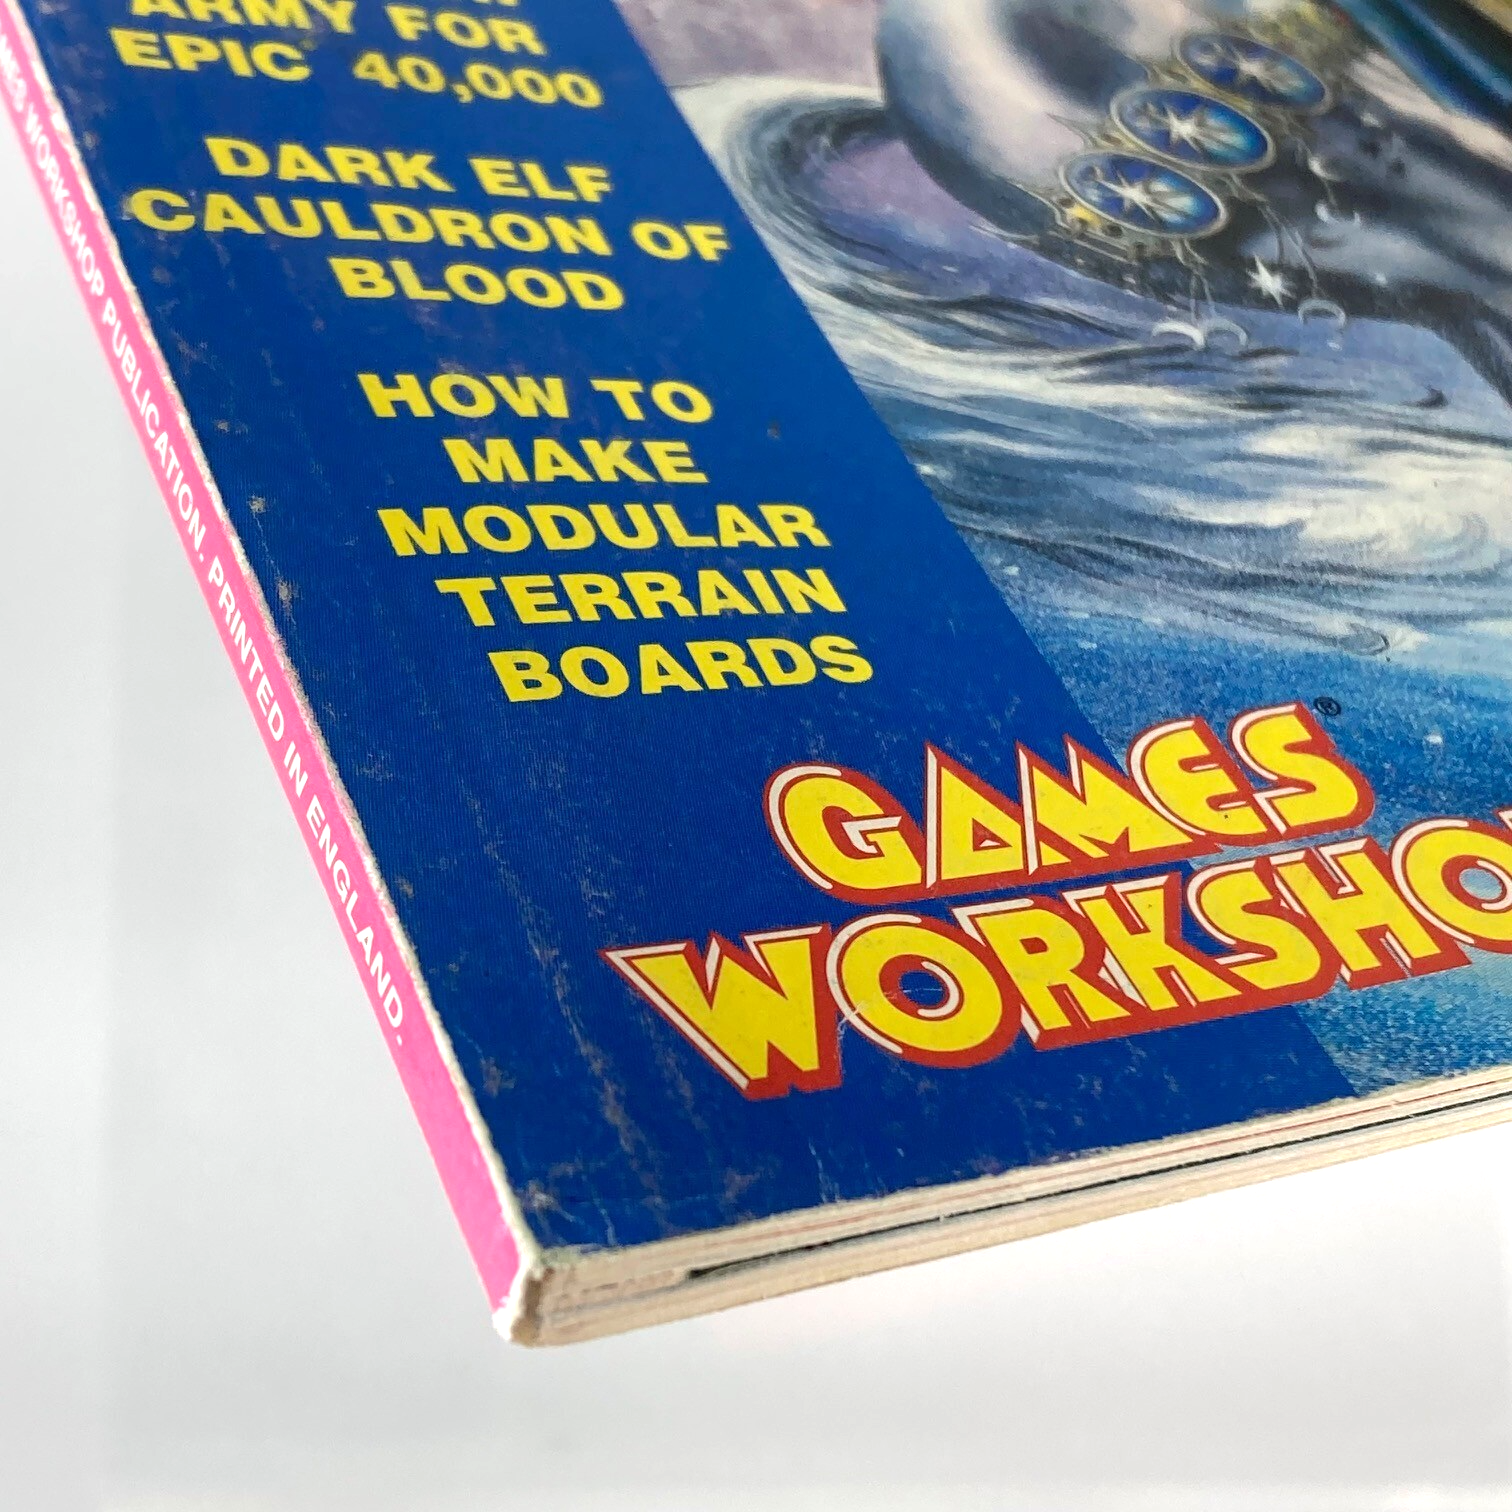 ARMY FOR
EPIC 40,000
DARK ELF
CAULDRON OF
BLOOD
HOW TO
MAKE
MODULAR
TERRAIN
BOARDS
GAMES®
WORKSHO
WORKSHOP PUBLICATION. PRINTED IN ENGLAND.